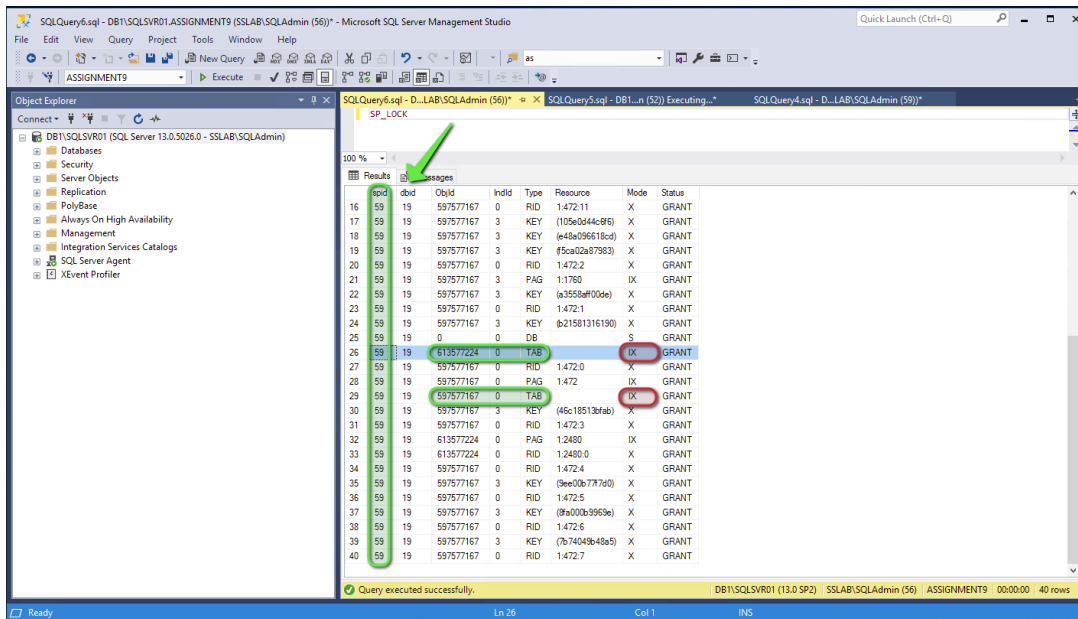 SQLQuery6.sql - DB1\SQLSVR01.ASSIGNMENT9 (SSLAB\SQLAdmin (56))* - Microsoft SQL Server Management Studio
Quick Launch (Ctrl+Q)
File Edit View Query Project Tools Window Help
New Query as
ASSIGNMENT9 Execute
Object Explorer
Connect
DB1\SQLSVR01 (SQL Server 13.0.5026.0 - SSLAB\SQLAdmin)
Databases
Security
Server Objects
Replication
PolyBase
Always On High Availability
Management
Integration Services Catalogs
SQL Server Agent
XEvent Profiler
SQLQuery6.sql - D...LAB\SQLAdmin (56))* SQLQuery5.sql - DB1...n (52)) Executing...* SQLQuery4.sql - D...LAB\SQLAdmin (59))*
SP_LOCK
100 %
Results ssages
spid dbid ObjId IndId Type Resource Mode Status
16 59 19 597577167 0 RID 1:472:11 X GRANT
17 59 19 597577167 3 KEY (105e0d44c6f6) X GRANT
18 59 19 597577167 3 KEY (e48a096618cd) X GRANT
19 59 19 597577167 3 KEY (f5ca02a87983) X GRANT
20 59 19 597577167 0 RID 1:472:2 X GRANT
21 59 19 597577167 3 PAG 1:1760 IX GRANT
22 59 19 597577167 3 KEY (a3558aff00de) X GRANT
23 59 19 597577167 0 RID 1:472:1 X GRANT
24 59 19 597577167 3 KEY (b21581316190) X GRANT
25 59 19 0 0 DB S GRANT
26 59 19 613577224 0 TAB IX GRANT
27 59 19 597577167 0 RID 1:472:0 X GRANT
28 59 19 597577167 0 PAG 1:472 IX GRANT
29 59 19 597577167 0 TAB IX GRANT
30 59 19 597577167 3 KEY (46c18513bfab) X GRANT
31 59 19 597577167 0 RID 1:472:3 X GRANT
32 59 19 613577224 0 PAG 1:2480 IX GRANT
33 59 19 613577224 0 RID 1:2480:0 X GRANT
34 59 19 597577167 0 RID 1:472:4 X GRANT
35 59 19 597577167 3 KEY (9ee00b77f7d0) X GRANT
36 59 19 597577167 0 RID 1:472:5 X GRANT
37 59 19 597577167 3 KEY (8fa000b9969e) X GRANT
38 59 19 597577167 0 RID 1:472:6 X GRANT
39 59 19 597577167 3 KEY (7b74049b48a5) X GRANT
40 59 19 597577167 0 RID 1:472:7 X GRANT
Query executed successfully. DB1\SQLSVR01 (13.0 SP2) SSLAB\SQLAdmin (56) ASSIGNMENT9 00:00:00 40 rows
Ready Ln 26 Col 1 INS